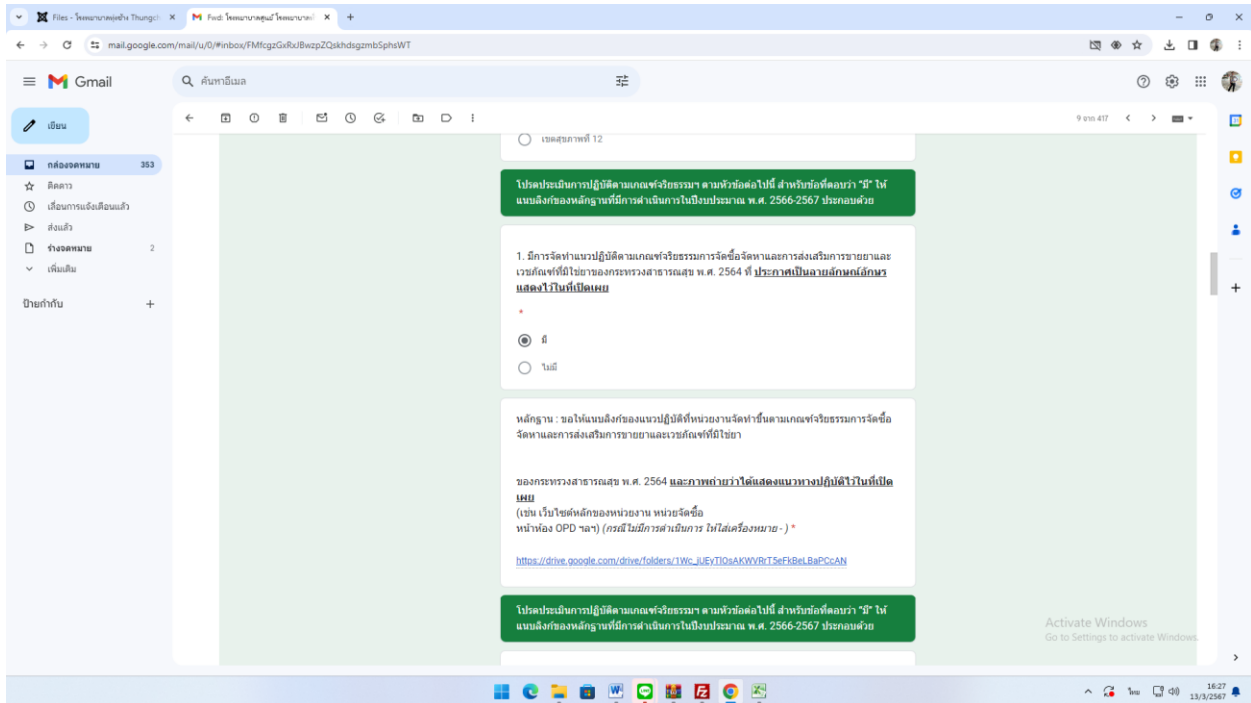 Files - โรงพยาบาลทุ่งช้าง Thungch
Fwd: โรงพยาบาลศูนย์ โรงพยาบาลทั่
mail.google.com/mail/u/0/#inbox/FMfcgzGxRxJBwzpZQskhdsgzmbSphsWT
Gmail
ค้นหาอีเมล
เขียน
9 จาก 417
กล่องจดหมาย 353
ติดดาว
เลื่อนการแจ้งเตือนแล้ว
ส่งแล้ว
ร่างจดหมาย 2
เพิ่มเติม
ป้ายกำกับ
เขตสุขภาพที่ 12
โปรดประเมินการปฏิบัติตามเกณฑ์จริยธรรมฯ ตามหัวข้อต่อไปนี้ สำหรับข้อที่ตอบว่า “มี” ให้
แนบลิงก์ของหลักฐานที่มีการดำเนินการในปีงบประมาณ พ.ศ. 2566-2567 ประกอบด้วย
1. มีการจัดทำแนวปฏิบัติตามเกณฑ์จริยธรรมการจัดซื้อจัดหาและการส่งเสริมการขายยาและ
เวชภัณฑ์ที่มิใช่ยาของกระทรวงสาธารณสุข พ.ศ. 2564 ที่ ประกาศเป็นลายลักษณ์อักษร
แสดงไว้ในที่เปิดเผย
*
มี
ไม่มี
หลักฐาน : ขอให้แนบลิงก์ของแนวปฏิบัติที่หน่วยงานจัดทำขึ้นตามเกณฑ์จริยธรรมการจัดซื้อ
จัดหาและการส่งเสริมการขายยาและเวชภัณฑ์ที่มิใช่ยา
ของกระทรวงสาธารณสุข พ.ศ. 2564 และภาพถ่ายว่าได้แสดงแนวทางปฏิบัติไว้ในที่เปิด
เผย
(เช่น เว็บไซต์หลักของหน่วยงาน หน่วยจัดซื้อ
หน้าห้อง OPD ฯลฯ) (กรณีไม่มีการดำเนินการ ให้ใส่เครื่องหมาย - ) *
https://drive.google.com/drive/folders/1Wc_jUEyTlOsAKWVRrT5eFkBeLBaPCcAN
โปรดประเมินการปฏิบัติตามเกณฑ์จริยธรรมฯ ตามหัวข้อต่อไปนี้ สำหรับข้อที่ตอบว่า “มี” ให้
แนบลิงก์ของหลักฐานที่มีการดำเนินการในปีงบประมาณ พ.ศ. 2566-2567 ประกอบด้วย
Activate Windows
Go to Settings to activate Windows.
ไทย
16:27
13/3/2567